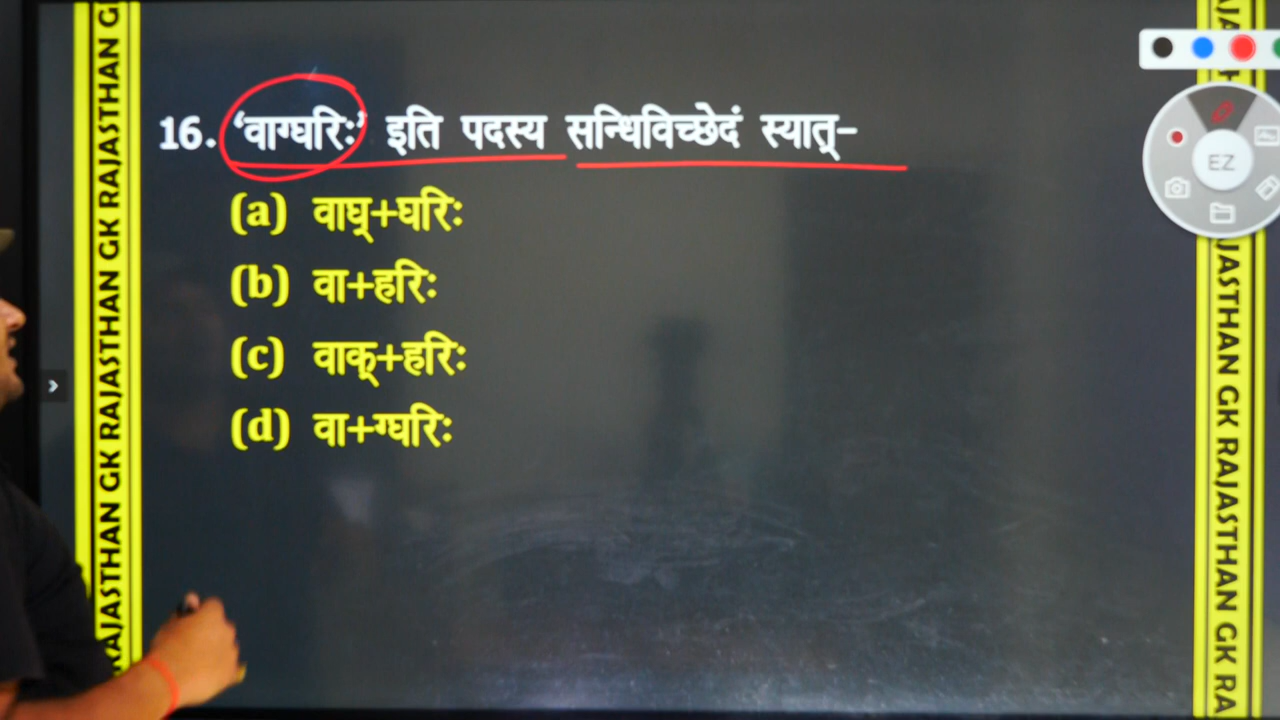 16. ‘वाग्घरिः’ इति पदस्य सन्धिविच्छेदं स्यात्-
(a) वाघ्+घरिः
(b) वा+हरिः
(c) वाक्+हरिः
(d) वा+ग्घरिः
RAJASTHAN GK RAJASTHAN GK RAJASTHAN G
RAJASTHAN GK RAJASTHAN GK RA
EZ